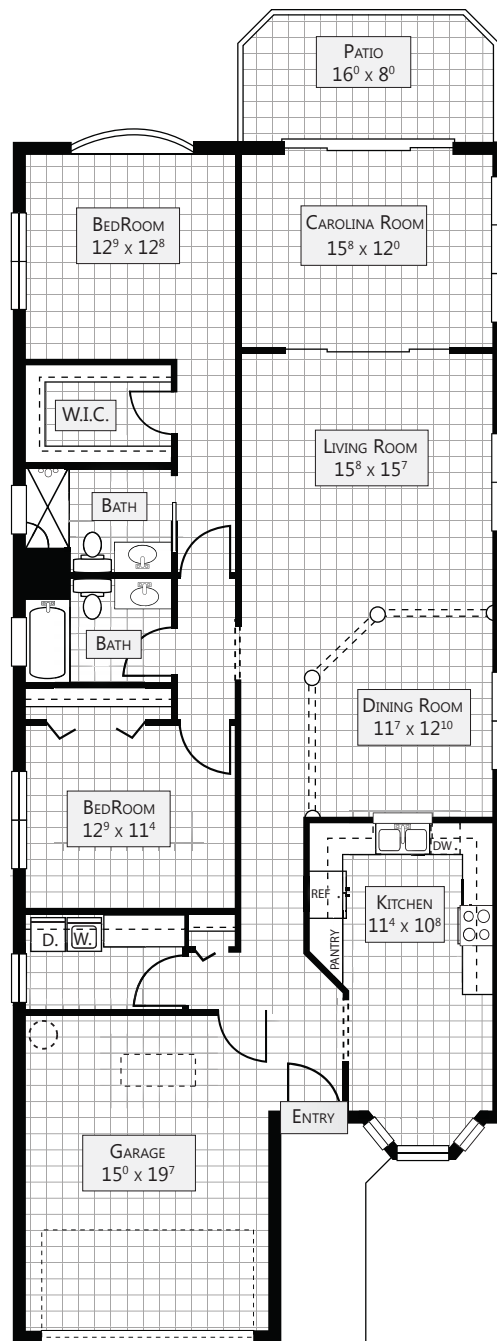 Patio
16⁰ x 8⁰
BedRoom
12⁹ x 12⁸
Carolina Room
15⁸ x 12⁰
W.I.C.
Living Room
15⁸ x 15⁷
Bath
Bath
Dining Room
11⁷ x 12¹⁰
BedRoom
12⁹ x 11⁴
DW.
REF.
Kitchen
11⁴ x 10⁸
PANTRY
D.
W.
Entry
Garage
15⁰ x 19⁷